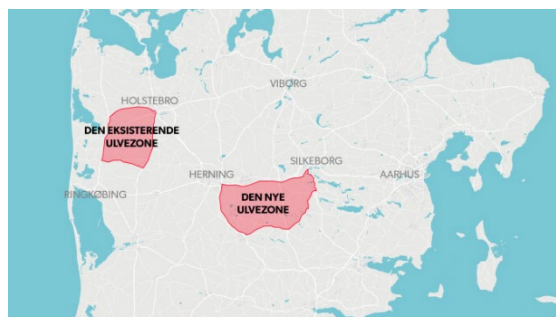 VIBORG
HOLSTEBRO
DEN EKSISTERENDE
ULVEZONE
SILKEBORG
HERNING
AARHUS
RINGKØBING
DEN NYE
ULVEZONE